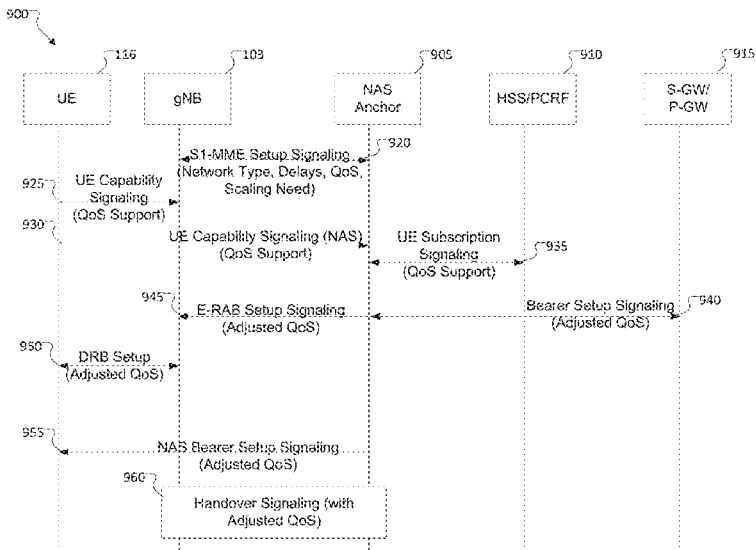 900
116
103
905
910
915
UE
gNB
NAS
Anchor
HSS/PCRF
S-GW/
P-GW
S1-MME Setup Signaling
(Network Type, Delays, QoS,
Scaling Need)
920
925
UE Capability
Signaling
(QoS Support)
930
UE Capability Signaling (NAS)
(QoS Support)
UE Subscription
Signaling
(QoS Support)
935
945
E-RAB Setup Signaling
(Adjusted QoS)
Bearer Setup Signaling
(Adjusted QoS)
940
950
DRB Setup
(Adjusted QoS)
955
NAS Bearer Setup Signaling
(Adjusted QoS)
960
Handover Signaling (with
Adjusted QoS)